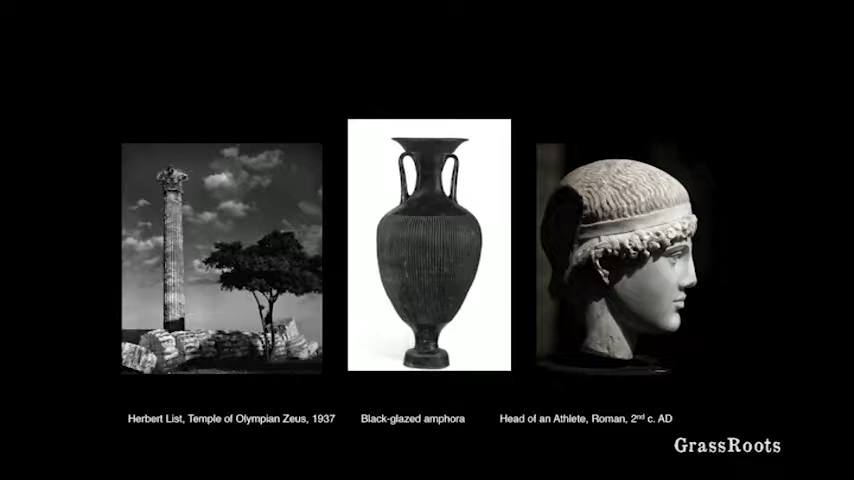 Herbert List, Temple of Olympian Zeus, 1937
Black-glazed amphora
Head of an Athlete, Roman, 2nd c. AD
GrassRoots